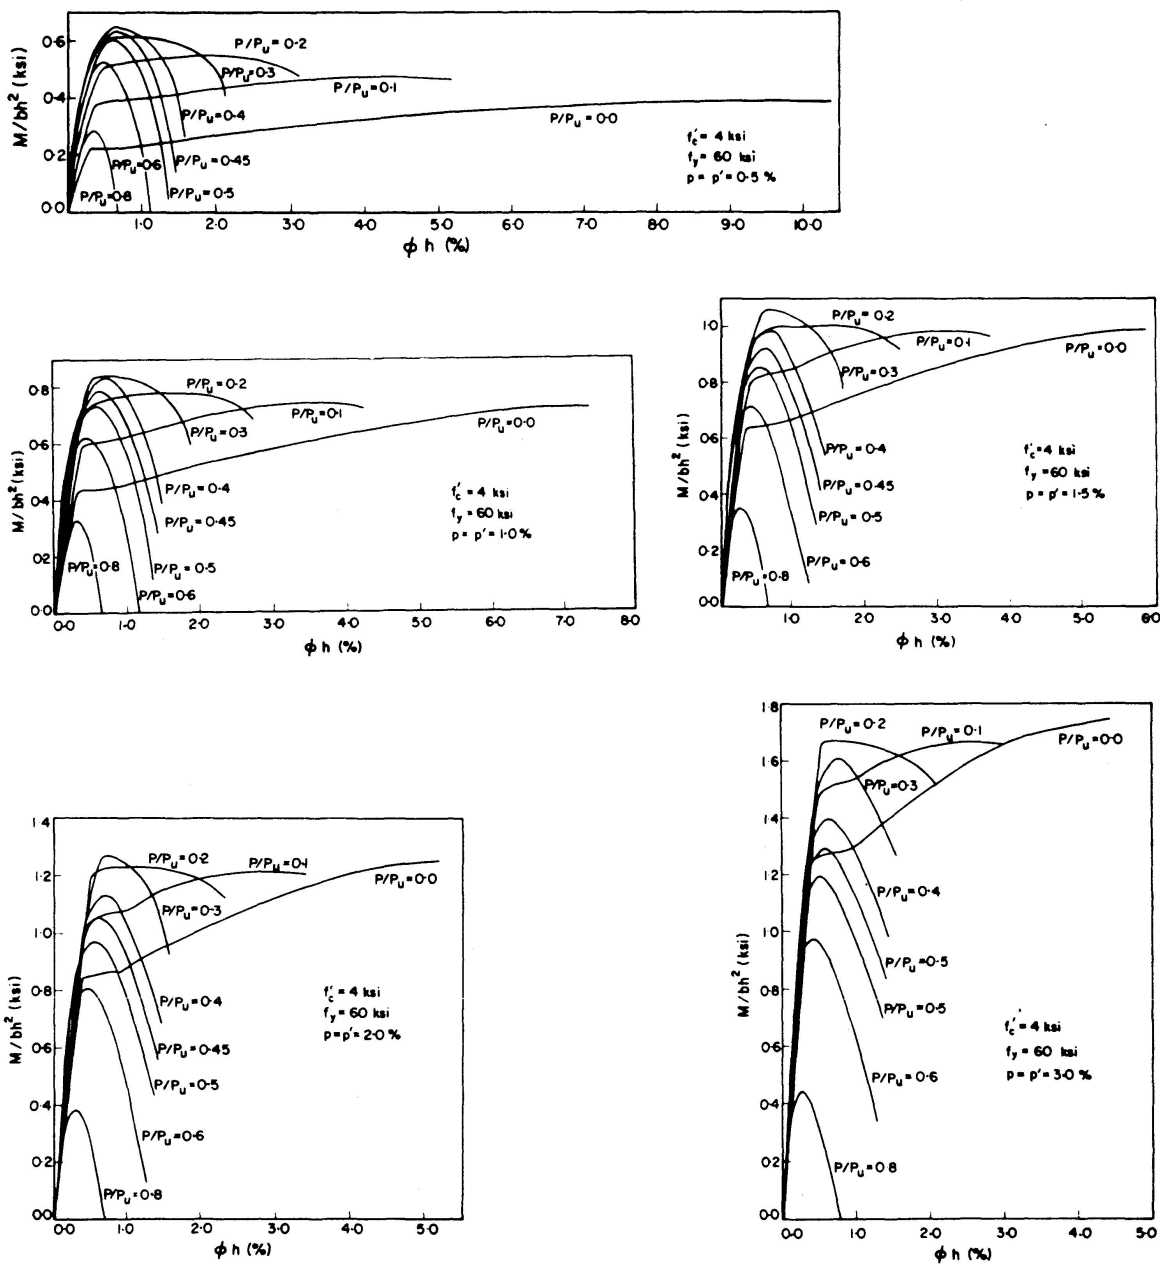 M/bh² (ksi)
0·6
0·4
0·2
0·0
P/Pu = 0·2
P/Pu = 0·3
P/Pu = 0·1
P/Pu = 0·0
P/Pu = 0·4
P/Pu = 0·6
P/Pu = 0·45
P/Pu = 0·8
P/Pu = 0·5
f'c = 4 ksi
fy = 60 ksi
p = p' = 0·5 %
1·0 2·0 3·0 4·0 5·0 6·0 7·0 8·0 9·0 10·0
ϕ h (%)
M/bh² (ksi)
0·8
0·6
0·4
0·2
0·0
P/Pu = 0·2
P/Pu = 0·1
P/Pu = 0·3
P/Pu = 0·0
P/Pu = 0·4
P/Pu = 0·45
P/Pu = 0·8
P/Pu = 0·5
P/Pu = 0·6
f'c = 4 ksi
fy = 60 ksi
p = p' = 1·0 %
0·0 1·0 2·0 3·0 4·0 5·0 6·0 7·0 8·0
ϕ h (%)
M/bh² (ksi)
1·0
0·8
0·6
0·4
0·2
0·0
P/Pu = 0·2
P/Pu = 0·1
P/Pu = 0·0
P/Pu = 0·3
P/Pu = 0·4
P/Pu = 0·45
P/Pu = 0·5
P/Pu = 0·6
P/Pu = 0·8
f'c = 4 ksi
fy = 60 ksi
p = p' = 1·5 %
1·0 2·0 3·0 4·0 5·0 6·0
ϕ h (%)
M/bh² (ksi)
1·4
1·2
1·0
0·8
0·6
0·4
0·2
0·0
P/Pu = 0·2
P/Pu = 0·1
P/Pu = 0·0
P/Pu = 0·3
P/Pu = 0·4
P/Pu = 0·45
P/Pu = 0·5
P/Pu = 0·6
P/Pu = 0·8
f'c = 4 ksi
fy = 60 ksi
p = p' = 2·0 %
0·0 1·0 2·0 3·0 4·0 5·0
ϕ h (%)
M/bh² (ksi)
1·8
1·6
1·4
1·2
1·0
0·8
0·6
0·4
0·2
0·0
P/Pu = 0·2
P/Pu = 0·1
P/Pu = 0·0
P/Pu = 0·3
P/Pu = 0·4
P/Pu = 0·5
P/Pu = 0·5
P/Pu = 0·6
P/Pu = 0·8
f'c = 4 ksi
fy = 60 ksi
p = p' = 3·0 %
0·0 1·0 2·0 3·0 4·0 5·0
ϕ h (%)